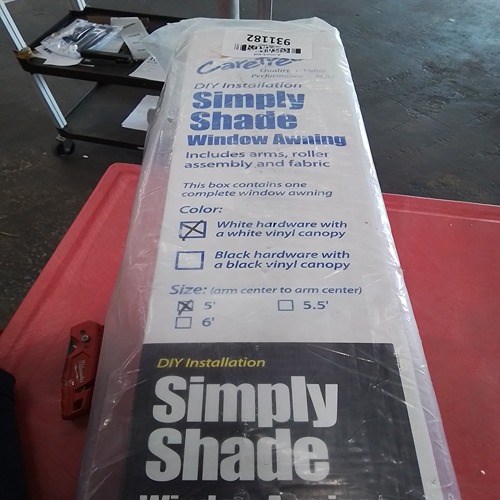 931182
Carefree
DIY Installation
Simply
Shade
Window Awning
Includes arms, roller
assembly and fabric
This box contains one
complete window awning
Color:
White hardware with
a white vinyl canopy
Black hardware with
a black vinyl canopy
Size: (arm center to arm center)
5' 5.5'
6'
DIY Installation
Simply
Shade
Window Awning